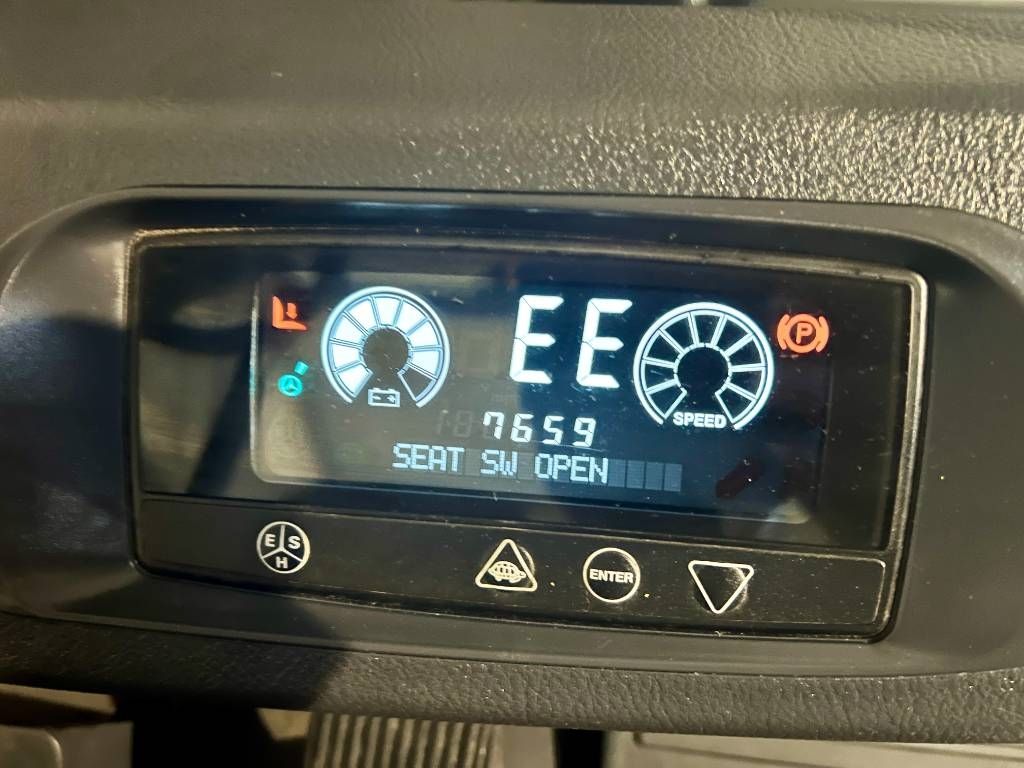 EE
P
7659
SPEED
SEAT SW OPEN
E S
H
ENTER